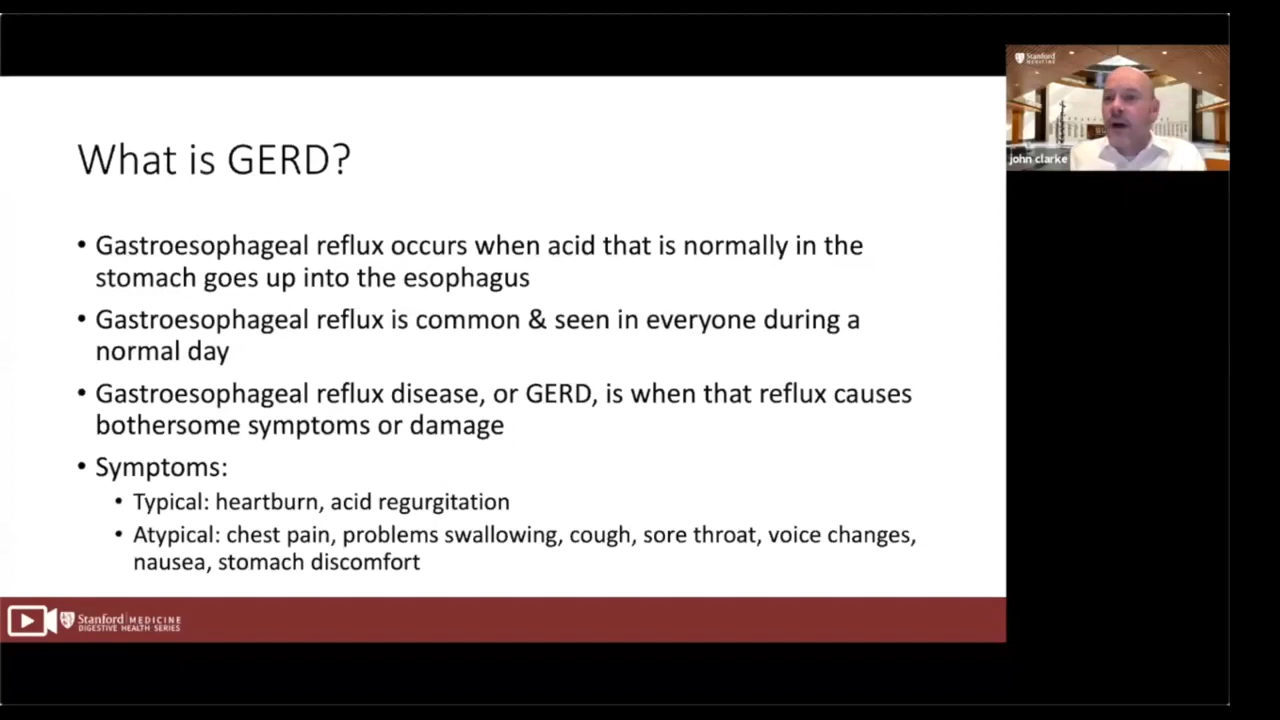 What is GERD?
• Gastroesophageal reflux occurs when acid that is normally in the
stomach goes up into the esophagus
• Gastroesophageal reflux is common & seen in everyone during a
normal day
• Gastroesophageal reflux disease, or GERD, is when that reflux causes
bothersome symptoms or damage
• Symptoms:
• Typical: heartburn, acid regurgitation
• Atypical: chest pain, problems swallowing, cough, sore throat, voice changes,
nausea, stomach discomfort
Stanford MEDICINE
DIGESTIVE HEALTH SERIES
Stanford
MEDICINE
john clarke